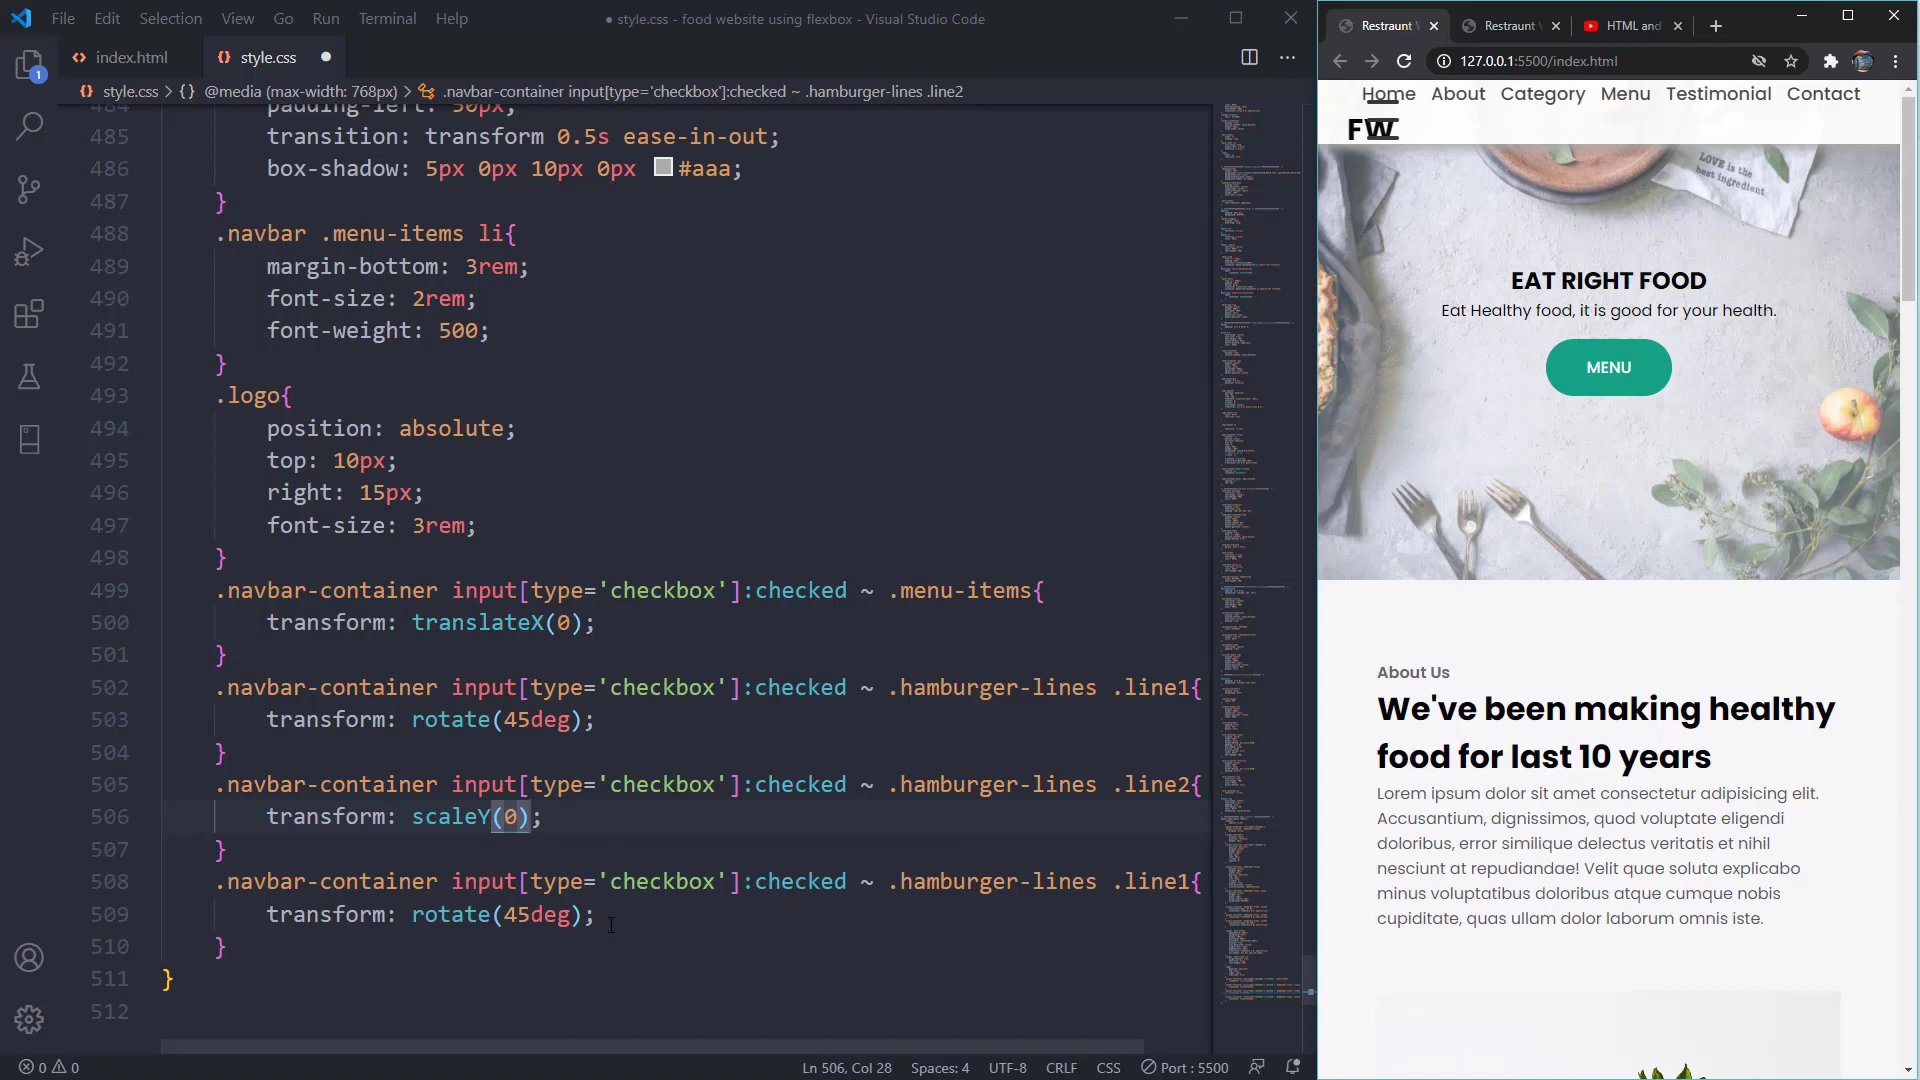 File Edit Selection View Go Run Terminal Help
● style.css - food website using flexbox - Visual Studio Code
index.html
style.css
style.css > {} @media (max-width: 768px) > .navbar-container input[type='checkbox']:checked ~ .hamburger-lines .line2
1
padding-left: 50px;
485 transition: transform 0.5s ease-in-out;
486 box-shadow: 5px 0px 10px 0px #aaa;
487 }
488 .navbar .menu-items li{
489 margin-bottom: 3rem;
490 font-size: 2rem;
491 font-weight: 500;
492 }
493 .logo{
494 position: absolute;
495 top: 10px;
496 right: 15px;
497 font-size: 3rem;
498 }
499 .navbar-container input[type='checkbox']:checked ~ .menu-items{
500 transform: translateX(0);
501 }
502 .navbar-container input[type='checkbox']:checked ~ .hamburger-lines .line1{
503 transform: rotate(45deg);
504 }
505 .navbar-container input[type='checkbox']:checked ~ .hamburger-lines .line2{
506 transform: scaleY(0);
507 }
508 .navbar-container input[type='checkbox']:checked ~ .hamburger-lines .line1{
509 transform: rotate(45deg);
510 }
511 }
512
0 0 Ln 506, Col 28 Spaces: 4 UTF-8 CRLF CSS Port : 5500
Restraunt Restraunt HTML and
127.0.0.1:5500/index.html
Home About Category Menu Testimonial Contact
FW
LOVE is the
best ingredient
EAT RIGHT FOOD
Eat Healthy food, it is good for your health.
MENU
About Us
We've been making healthy
food for last 10 years
Lorem ipsum dolor sit amet consectetur adipisicing elit.
Accusantium, dignissimos, quod voluptate eligendi
doloribus, error similique delectus veritatis et nihil
nesciunt at repudiandae! Velit quae soluta explicabo
minus voluptatibus doloribus atque cumque nobis
cupiditate, quas ullam dolor laborum omnis iste.